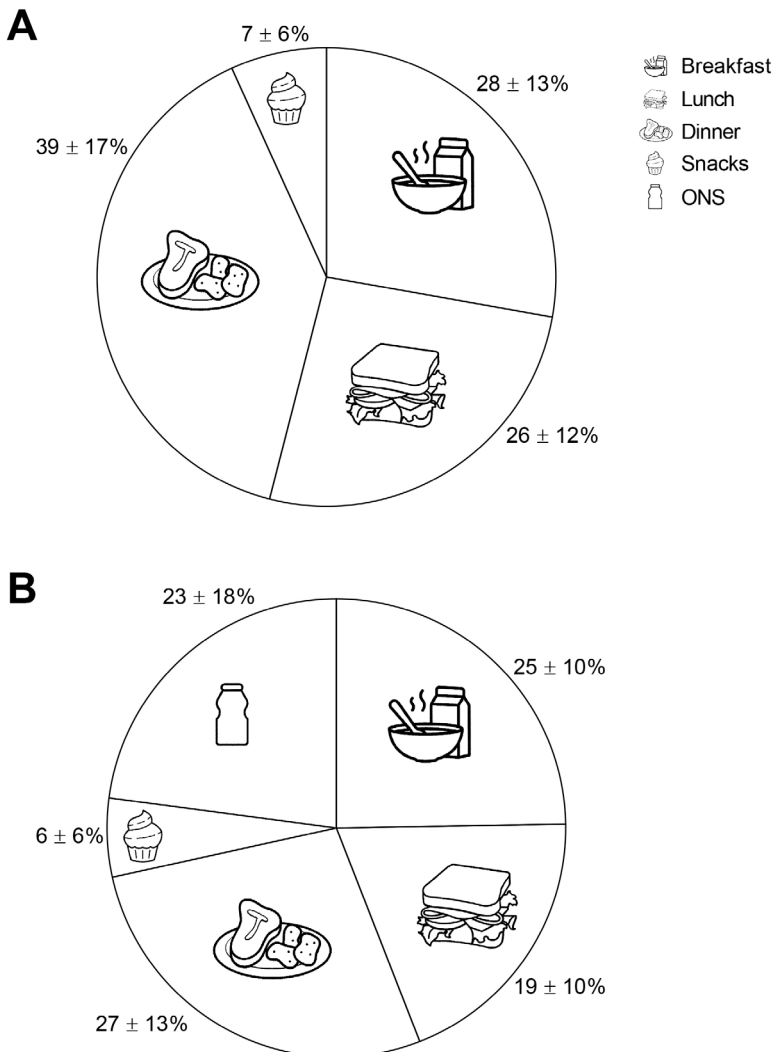 A
7 ± 6%
28 ± 13%
39 ± 17%
26 ± 12%
Breakfast
Lunch
Dinner
Snacks
ONS
B
23 ± 18%
25 ± 10%
6 ± 6%
19 ± 10%
27 ± 13%